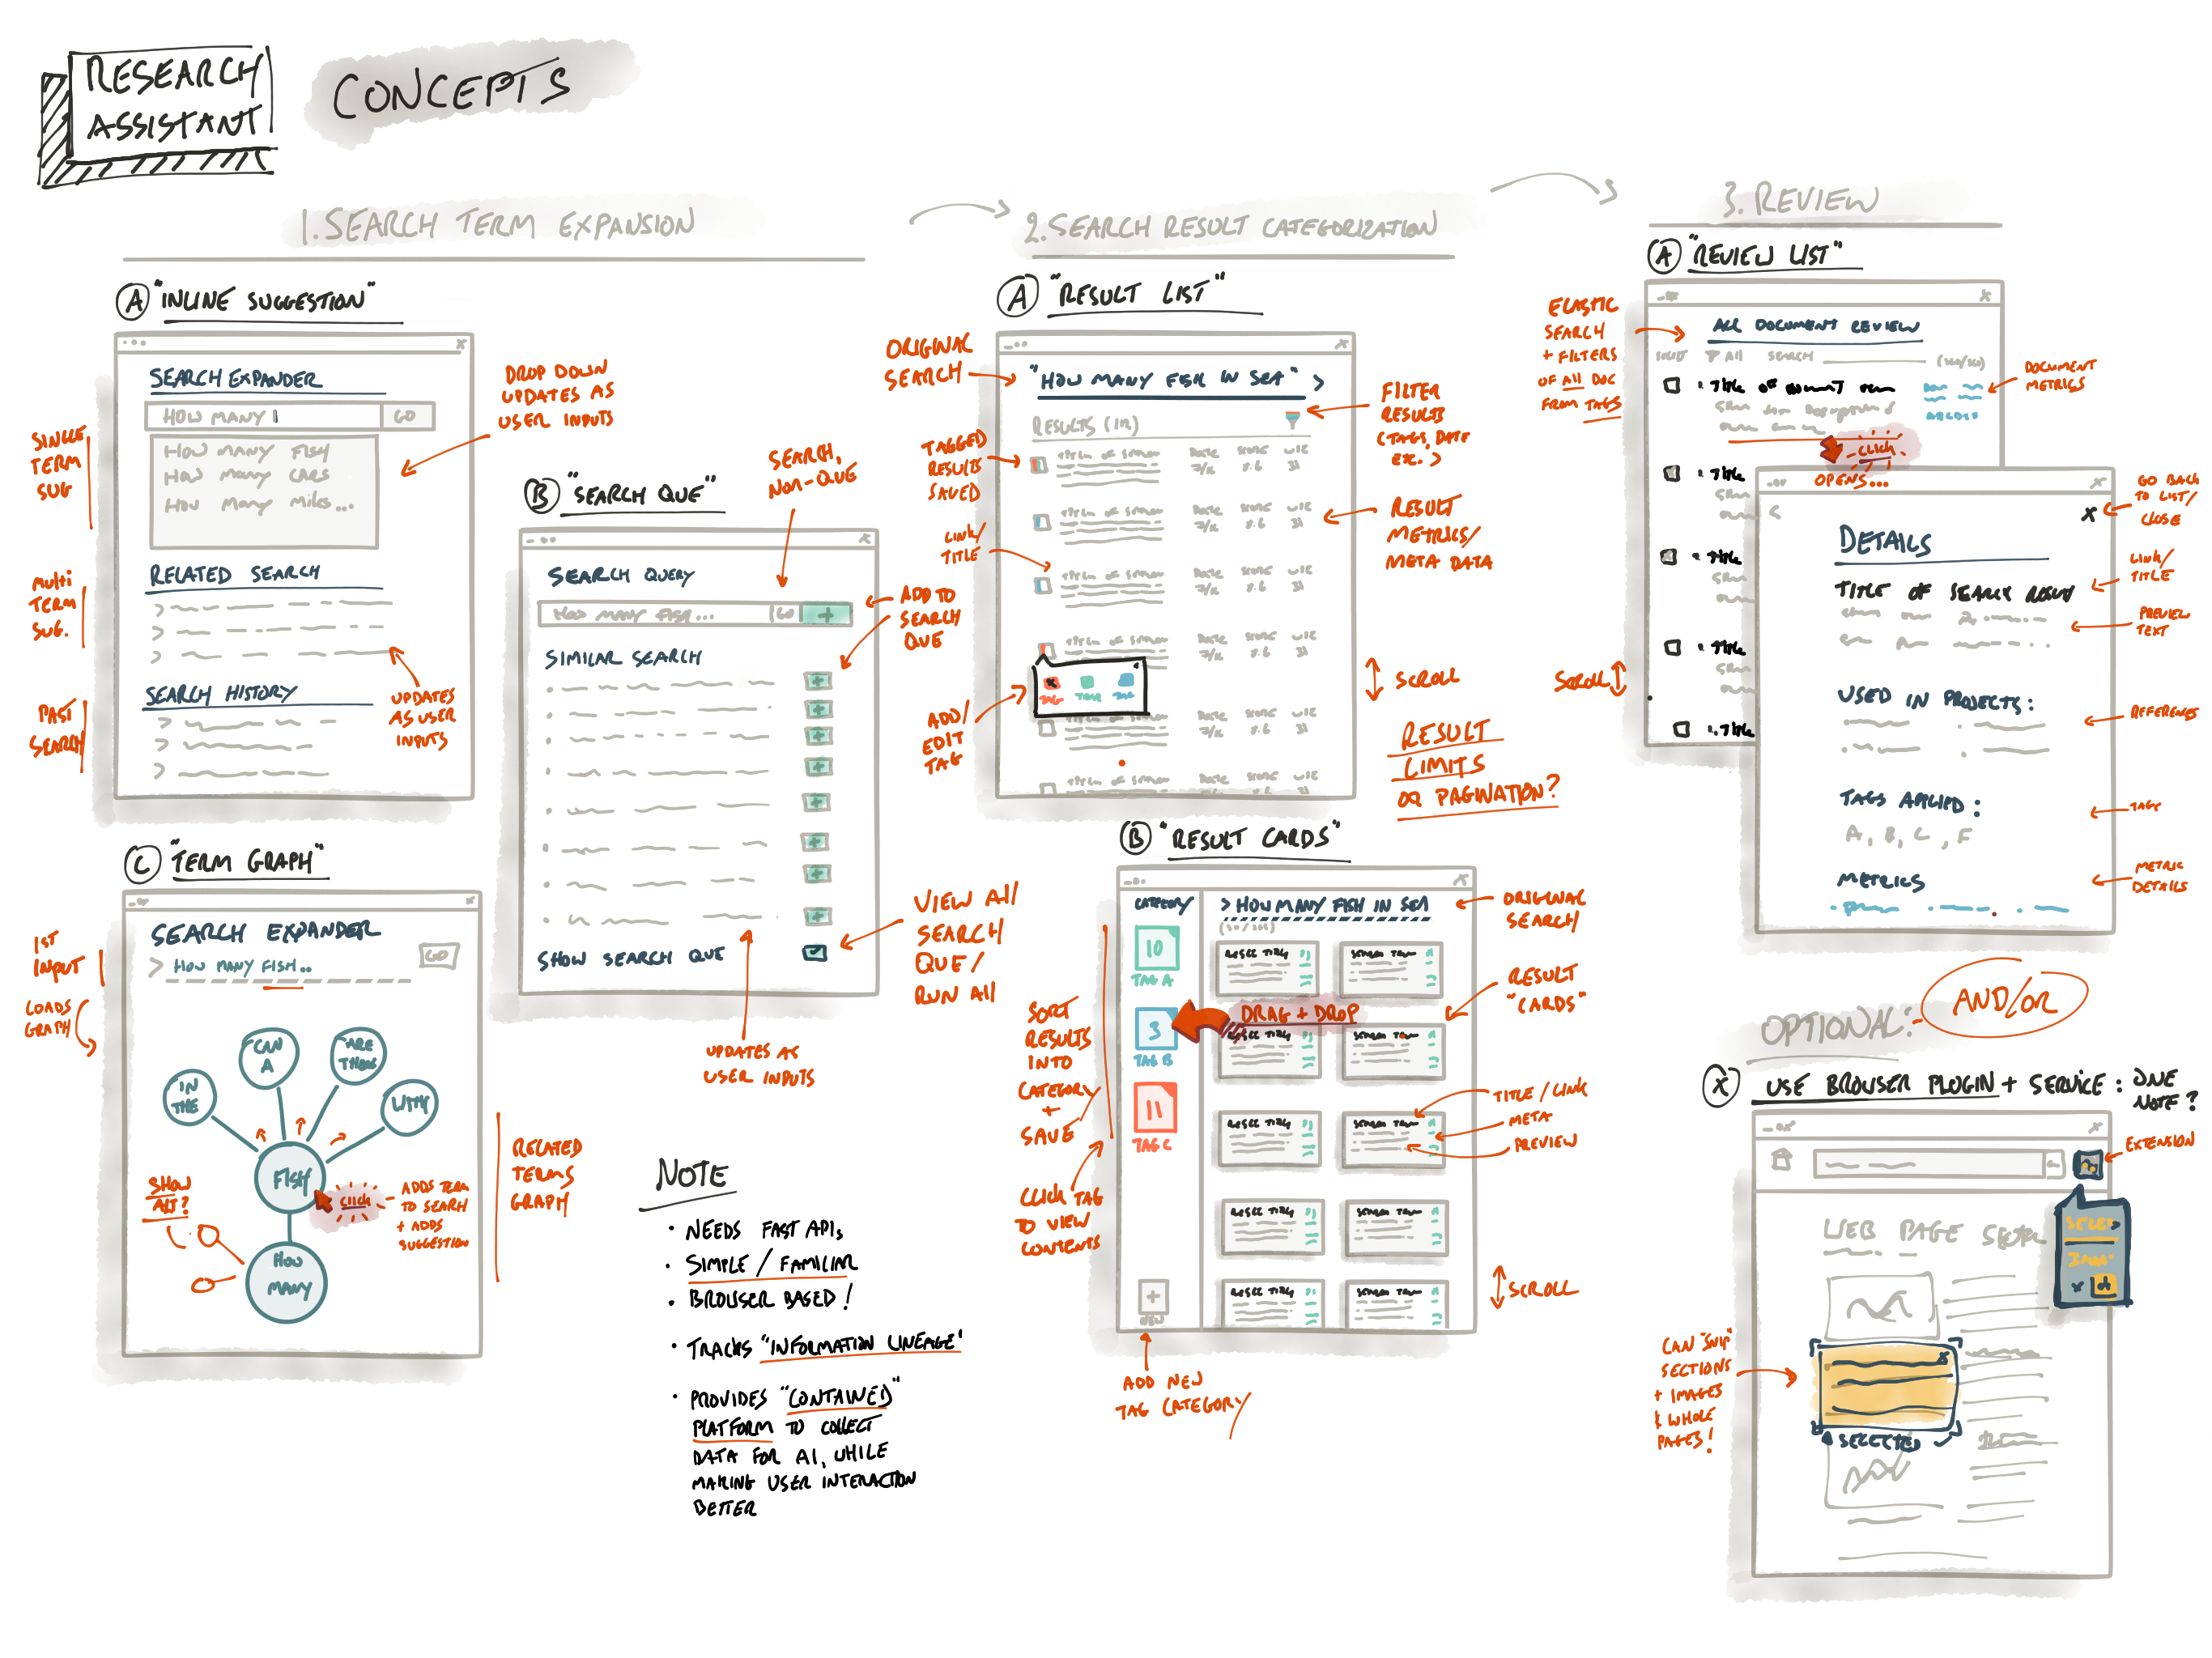 RESEARCH
ASSISTANT
CONCEPTS
1. SEARCH TERM EXPANSION
A "INLINE SUGGESTION"
SEARCH EXPANDER
HOW MANY
GO
HOW MANY FISH
HOW MANY CARS
HOW MANY MILES...
RELATED SEARCH
SEARCH HISTORY
SINGLE
TERM
SUG
MULTI
TERM
SUG.
PAST
SEARCH
DROP DOWN
UPDATES AS
USER INPUTS
UPDATES
AS USER
INPUTS
B "SEARCH QUE"
SEARCH,
NON-QUE
SEARCH QUERY
HOW MANY FISH... GO +
SIMILAR SEARCH
SHOW SEARCH QUE
ADD TO
SEARCH
QUE
VIEW All
SEARCH
QUE/
RUN All
UPDATES AS
USER INPUTS
C "TERM GRAPH"
SEARCH EXPANDER
> HOW MANY FISH..
GO
IN
THE
CAN
A
ARE
THERE
WITH
FISH
HOW
MANY
1ST
INPUT
LOADS
GRAPH
SHOW
ALT?
CLICK
ADDS TERM
TO SEARCH
+ ADDS
SUGGESTION
RELATED
TERMS
GRAPH
NOTE
• NEEDS FAST API,
• SIMPLE / FAMILIAR
• BROWSER BASED!
• TRACKS "INFORMATION LINEAGE"
• PROVIDES "CONTAINED"
PLATFORM TO COLLECT
DATA FOR AI, WHILE
MAKING USER INTERACTION
BETTER
2. SEARCH RESULT CATEGORIZATION
A "RESULT LIST"
"HOW MANY FISH IN SEA" >
ORIGINAL
SEARCH
TAGGED
RESULTS
SAVED
LINK/
TITLE
ADD/
EDIT
TAG
TAG TAG TAG
FILTER
RESULTS
(TAGS, DATE
EXC.)
RESULT
METRICS/
META DATA
SCROLL
RESULT
LIMITS
OR PAGINATION?
B "RESULT CARDS"
CATEGORY
> HOW MANY FISH IN SEA
10
TAG A
3
TAG B
11
TAG C
+
NEW
DRAG + DROP
ORIGINAL
SEARCH
RESULT
"CARDS"
TITLE / LINK
META
PREVIEW
SCROLL
SORT
RESULTS
INTO
CATEGORY
+
SAVE
CLICK TAG
TO VIEW
CONTENTS
ADD NEW
TAG CATEGORY
3. REVIEW
A "REVIEW LIST"
ALL DOCUMENT REVIEW
SORT All SEARCH
ELASTIC
SEARCH
+ FILTERS
OF All DOC
FROM TAGS
DOCUMENT
METRICS
CLICK
OPENS...
SCROLL
DETAILS
TITLE OF SEARCH RESULT
USED IN PROJECTS:
TAGS APPLIED:
A, B, C, F
METRICS
GO BACK
TO LIST/
CLOSE
LINK/
TITLE
PREVIEW
TEXT
REFERENCES
TAGS
METRIC
DETAILS
OPTIONAL:
AND/OR
X USE BROWSER PLUGIN + SERVICE: ONE
NOTE?
EXTENSION
WEB PAGE
SELECTED
CAN "SNIP"
SECTIONS
+ IMAGES
& WHOLE
PAGES!